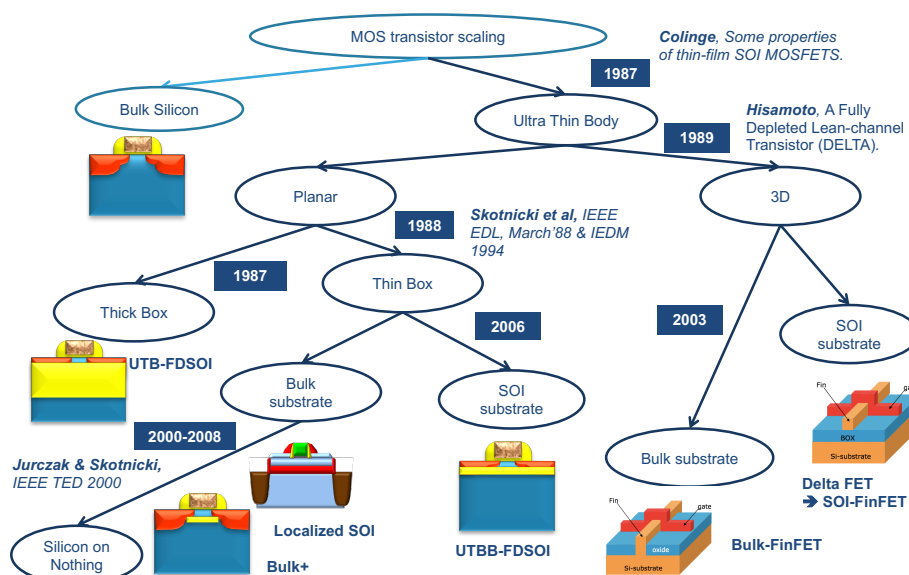 MOS transistor scaling
Colinge, Some properties
of thin-film SOI MOSFETS.
1987
Bulk Silicon
Ultra Thin Body
Hisamoto, A Fully
Depleted Lean-channel
Transistor (DELTA).
1989
Planar
3D
1988
Skotnicki et al, IEEE
EDL, March'88 & IEDM
1994
1987
Thin Box
Thick Box
2006
2003
SOI
substrate
UTB-FDSOI
Bulk
substrate
SOI
substrate
Fin
BOX
Si-substrate
2000-2008
Jurczak & Skotnicki,
IEEE TED 2000
Bulk substrate
Delta FET
➔ SOI-FinFET
Localized SOI
UTBB-FDSOI
Fin
gate
oxide
Si-substrate
Bulk-FinFET
Silicon on
Nothing
Bulk+